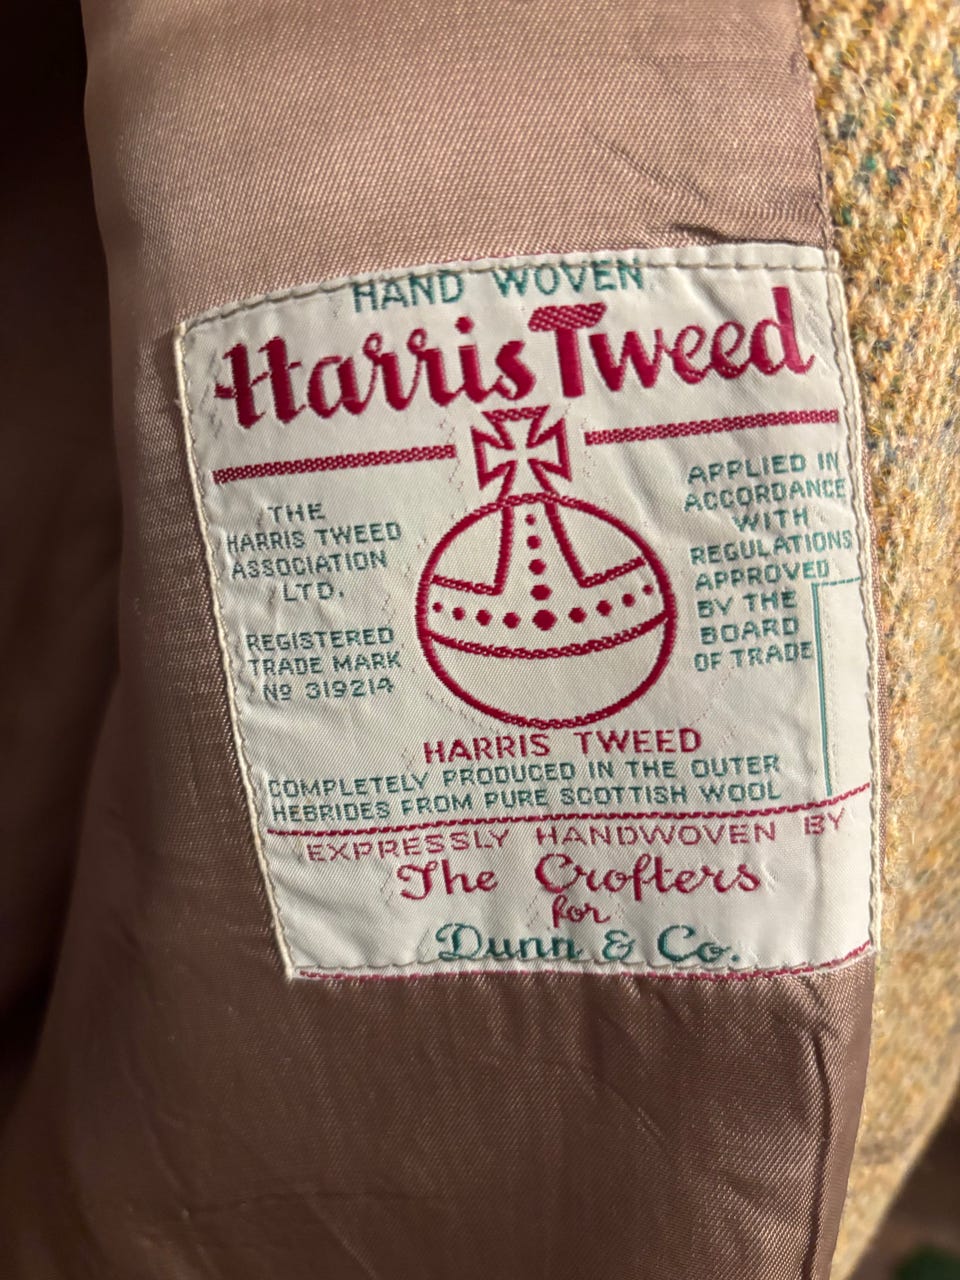 HAND WOVEN
Harris Tweed
THE
HARRIS TWEED
ASSOCIATION
LTD.
REGISTERED
TRADE MARK
Nº 319214
APPLIED IN
ACCORDANCE
WITH
REGULATIONS
APPROVED
BY THE
BOARD
OF TRADE
HARRIS TWEED
COMPLETELY PRODUCED IN THE OUTER
HEBRIDES FROM PURE SCOTTISH WOOL
EXPRESSLY HANDWOVEN BY
The Crofters
for
Dunn & Co.